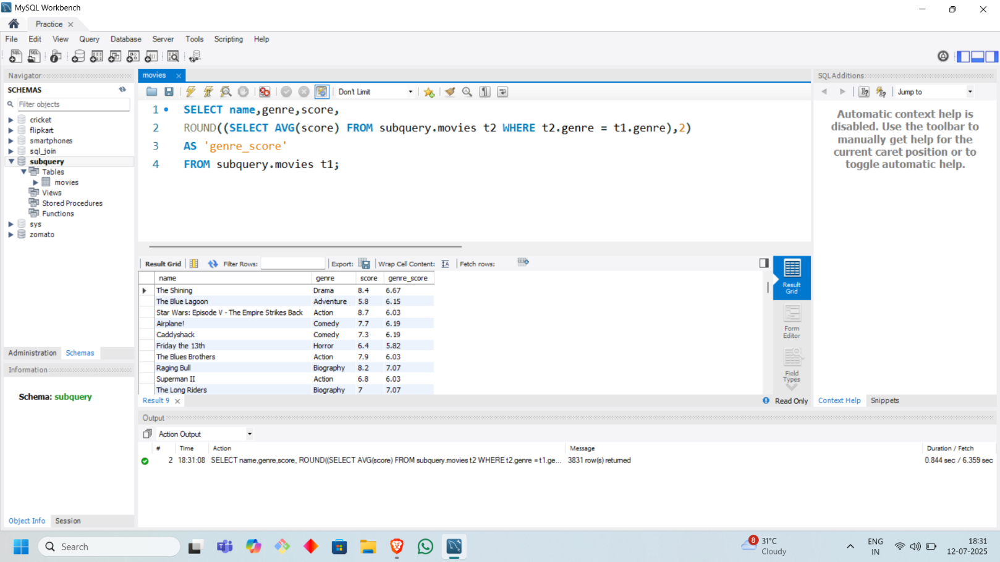 MySQL Workbench
Practice
File Edit View Query Database Server Tools Scripting Help
Navigator
SCHEMAS
Filter objects
cricket
flipkart
smartphones
sql_join
subquery
Tables
movies
Views
Stored Procedures
Functions
sys
zomato
Administration Schemas
Information
Schema: subquery
Object Info Session
movies
Don't Limit
1 SELECT name,genre,score,
2 ROUND((SELECT AVG(score) FROM subquery.movies t2 WHERE t2.genre = t1.genre),2)
3 AS 'genre_score'
4 FROM subquery.movies t1;
Result Grid Filter Rows: Export: Wrap Cell Content: Fetch rows:
name genre score genre_score
The Shining Drama 8.4 6.67
The Blue Lagoon Adventure 5.8 6.15
Star Wars: Episode V - The Empire Strikes Back Action 8.7 6.03
Airplane! Comedy 7.7 6.19
Caddyshack Comedy 7.3 6.19
Friday the 13th Horror 6.4 5.82
The Blues Brothers Action 7.9 6.03
Raging Bull Biography 8.2 7.07
Superman II Action 6.8 6.03
The Long Riders Biography 7 7.07
Result Grid
Form Editor
Field Types
Result 9
Read Only
Output
Action Output
# Time Action Message Duration / Fetch
2 18:31:08 SELECT name,genre,score, ROUND((SELECT AVG(score) FROM subquery.movies t2 WHERE t2.genre = t1.ge... 3831 row(s) returned 0.844 sec / 6.359 sec
SQLAdditions
Jump to
Automatic context help is
disabled. Use the toolbar to
manually get help for the
current caret position or to
toggle automatic help.
Context Help Snippets
Search
8
31°C
Cloudy
ENG
IN
18:31
12-07-2025